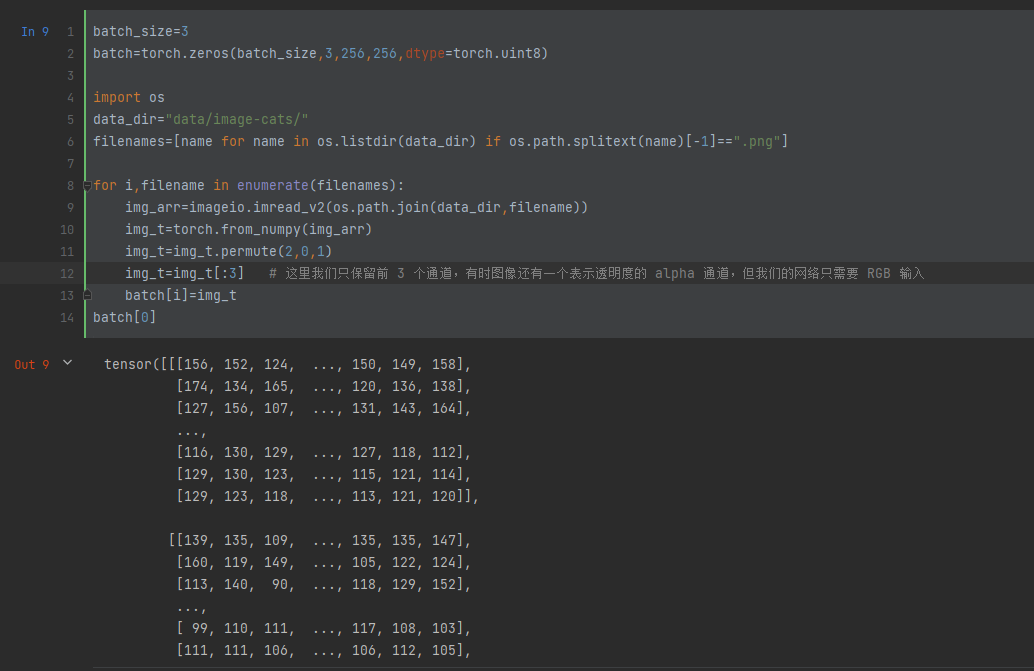 In 9
1 batch_size=3
2 batch=torch.zeros(batch_size,3,256,256,dtype=torch.uint8)
3
4 import os
5 data_dir="data/image-cats/"
6 filenames=[name for name in os.listdir(data_dir) if os.path.splitext(name)[-1]==".png"]
7
8 for i,filename in enumerate(filenames):
9     img_arr=imageio.imread_v2(os.path.join(data_dir,filename))
10     img_t=torch.from_numpy(img_arr)
11     img_t=img_t.permute(2,0,1)
12     img_t=img_t[:3]   # 这里我们只保留前 3 个通道，有时图像还有一个表示透明度的 alpha 通道，但我们的网络只需要 RGB 输入
13     batch[i]=img_t
14 batch[0]
Out 9
tensor([[[156, 152, 124,  ..., 150, 149, 158],
         [174, 134, 165,  ..., 120, 136, 138],
         [127, 156, 107,  ..., 131, 143, 164],
         ...,
         [116, 130, 129,  ..., 127, 118, 112],
         [129, 130, 123,  ..., 115, 121, 114],
         [129, 123, 118,  ..., 113, 121, 120]],

        [[139, 135, 109,  ..., 135, 135, 147],
         [160, 119, 149,  ..., 105, 122, 124],
         [113, 140,  90,  ..., 118, 129, 152],
         ...,
         [ 99, 110, 111,  ..., 117, 108, 103],
         [111, 111, 106,  ..., 106, 112, 105],